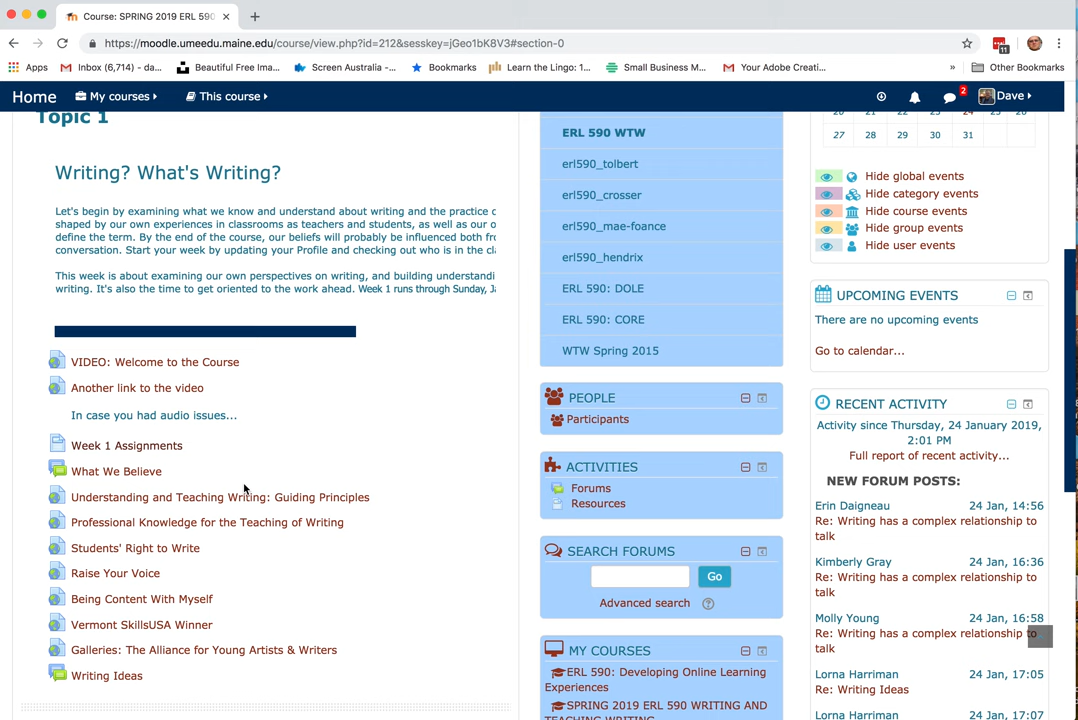 Course: SPRING 2019 ERL 590
https://moodle.umeedu.maine.edu/course/view.php?id=212&sesskey=jGeo1bK8V3#section-0
11
Apps
Inbox (6,714) - da...
Beautiful Free Ima...
Screen Australia -...
Bookmarks
Learn the Lingo: 1...
Small Business M...
Your Adobe Creati...
»
Other Bookmarks
Home
My courses
This course
2
Dave
Topic 1
Writing? What's Writing?
Let's begin by examining what we know and understand about writing and the practice
shaped by our own experiences in classrooms as teachers and students, as well as our
define the term. By the end of the course, our beliefs will probably be influenced both
conversation. Start your week by updating your Profile and checking out who is in the
This week is about examining our own perspectives on writing, and building
writing. It's also the time to get oriented to the work ahead. Week 1 runs through Sunday,
VIDEO: Welcome to the Course
Another link to the video
In case you had audio issues...
Week 1 Assignments
What We Believe
Understanding and Teaching Writing: Guiding Principles
Professional Knowledge for the Teaching of Writing
Students' Right to Write
Raise Your Voice
Being Content With Myself
Vermont SkillsUSA Winner
Galleries: The Alliance for Young Artists & Writers
Writing Ideas
ERL 590 WTW
erl590_tolbert
erl590_crosser
erl590_mae-foance
erl590_hendrix
ERL 590: DOLE
ERL 590: CORE
WTW Spring 2015
PEOPLE
Participants
ACTIVITIES
Forums
Resources
SEARCH FORUMS
Go
Advanced search
MY COURSES
ERL 590: Developing Online Learning
Experiences
SPRING 2019 ERL 590 WRITING AND
TEACHING WRITING
20 21 22 23 24 25 26
27 28 29 30 31
Hide global events
Hide category events
Hide course events
Hide group events
Hide user events
UPCOMING EVENTS
There are no upcoming events
Go to calendar...
RECENT ACTIVITY
Activity since Thursday, 24 January 2019,
2:01 PM
Full report of recent activity...
NEW FORUM POSTS:
Erin Daigneau 24 Jan, 14:56
Re: Writing has a complex relationship to
talk
Kimberly Gray 24 Jan, 16:36
Re: Writing has a complex relationship to
talk
Molly Young 24 Jan, 16:58
Re: Writing has a complex relationship to
talk
Lorna Harriman 24 Jan, 17:05
Re: Writing Ideas
Lorna Harriman 24 Jan, 17:07